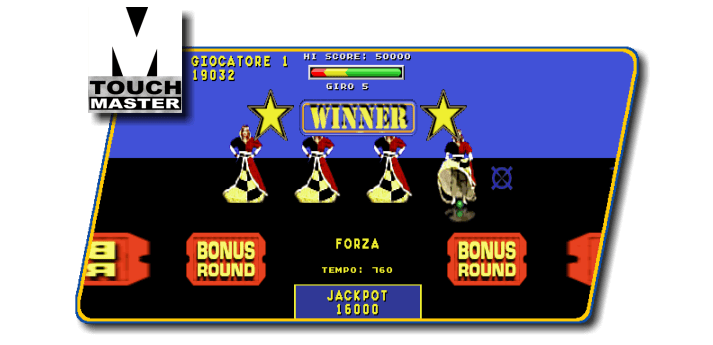 TOUCH
MASTER
GIOCATORE 1
19032
HI SCORE: 50000
GIRO 5
WINNER
BONUS
ROUND
FORZA
TEMPO: 760
BONUS
ROUND
JACKPOT
16000